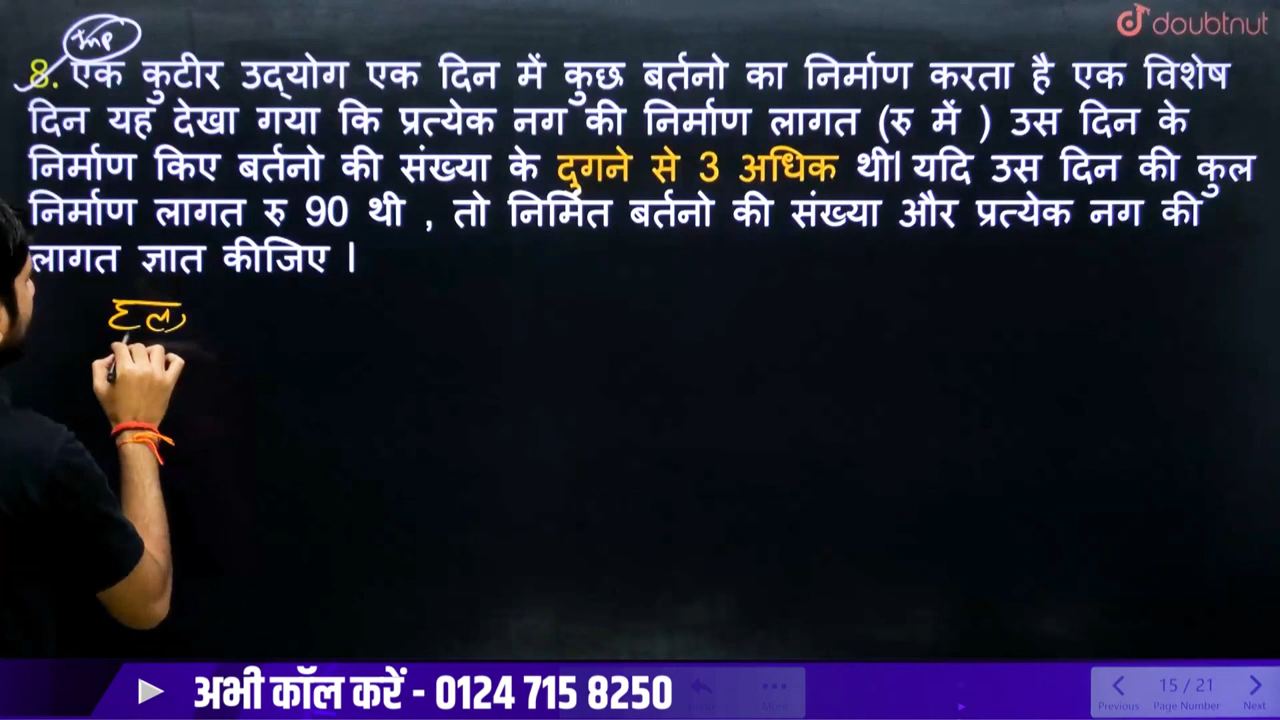 Imp
doubtnut
8. एक कुटीर उद्योग एक दिन में कुछ बर्तनो का निर्माण करता है एक विशेष
दिन यह देखा गया कि प्रत्येक नग की निर्माण लागत (रु में ) उस दिन के
निर्माण किए बर्तनो की संख्या के दुगने से 3 अधिक थी। यदि उस दिन की कुल
निर्माण लागत रु 90 थी , तो निर्मित बर्तनो की संख्या और प्रत्येक नग की
लागत ज्ञात कीजिए ।
हल
अभी कॉल करें - 0124 715 8250
More
15 / 21
Previous Page Number Next